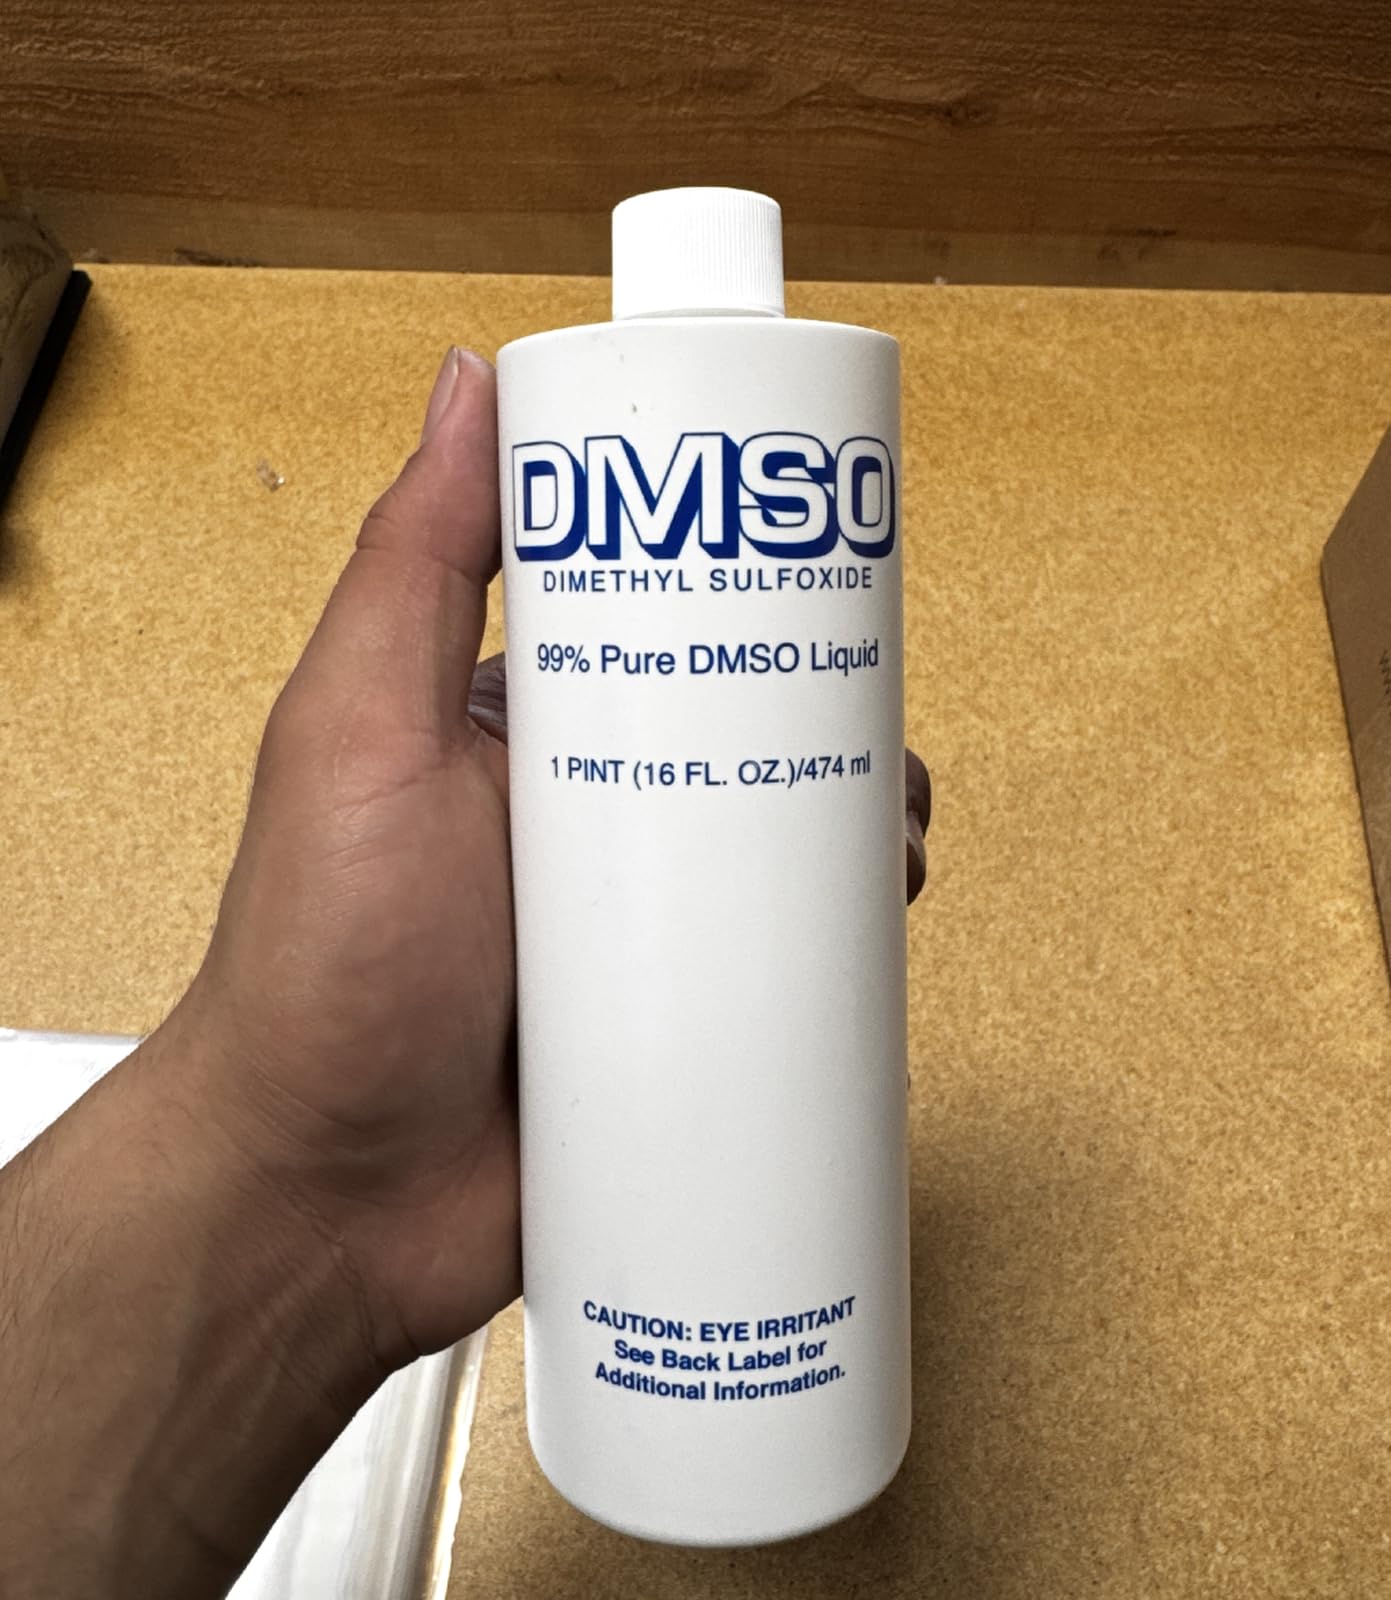 DMSO
DIMETHYL SULFOXIDE
99% Pure DMSO Liquid
1 PINT (16 FL. OZ.)/474 ml
CAUTION: EYE IRRITANT
See Back Label for
Additional Information.